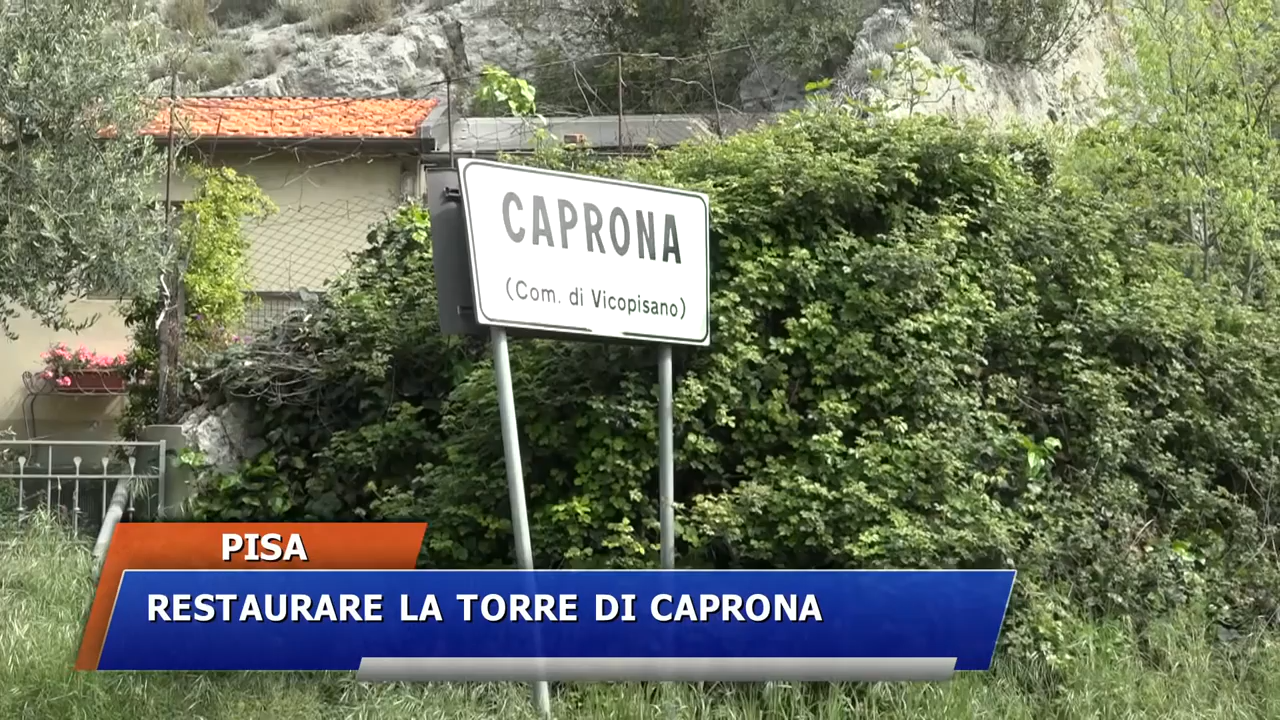 CAPRONA
(Com. di Vicopisano)
PISA
RESTAURARE LA TORRE DI CAPRONA